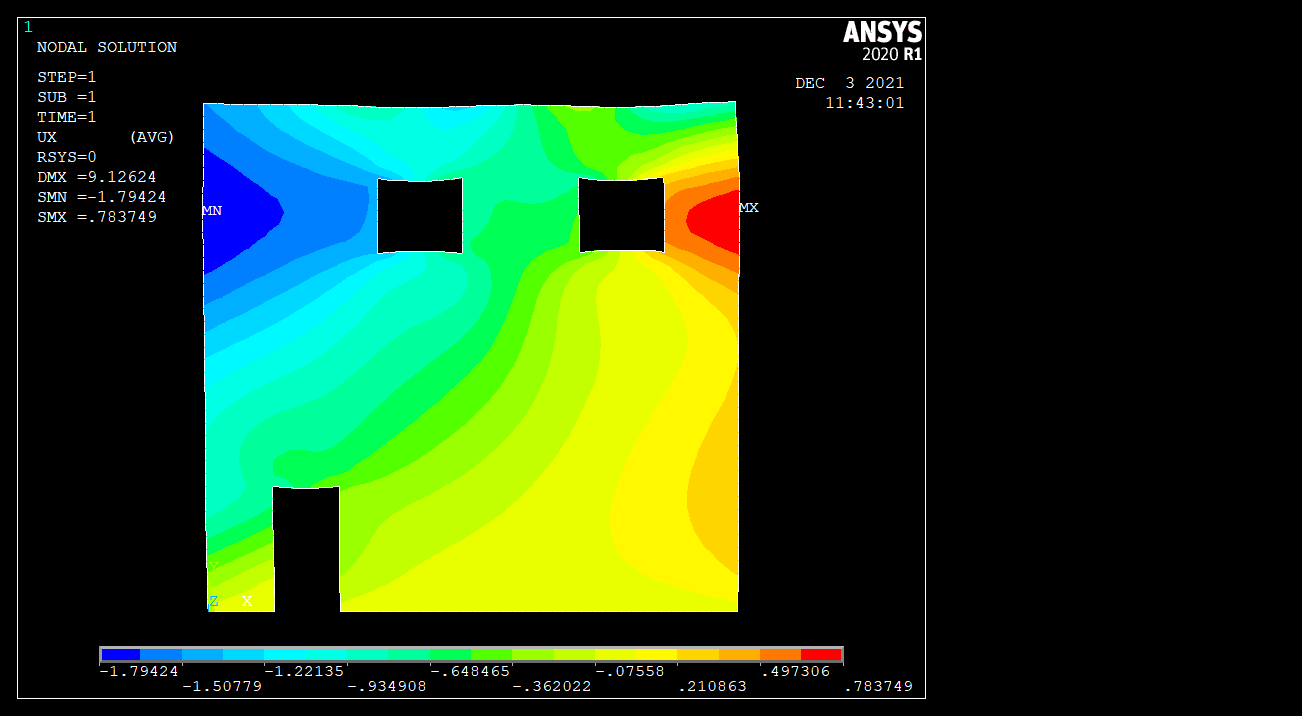 1
ANSYS
2020 R1
NODAL SOLUTION
STEP=1
SUB =1
TIME=1
UX (AVG)
RSYS=0
DMX =9.12624
SMN =-1.79424
SMX =.783749
DEC 3 2021
11:43:01
MN
MX
Y
Z X
-1.79424 -1.22135 -.648465 -.07558 .497306
-1.50779 -.934908 -.362022 .210863 .783749